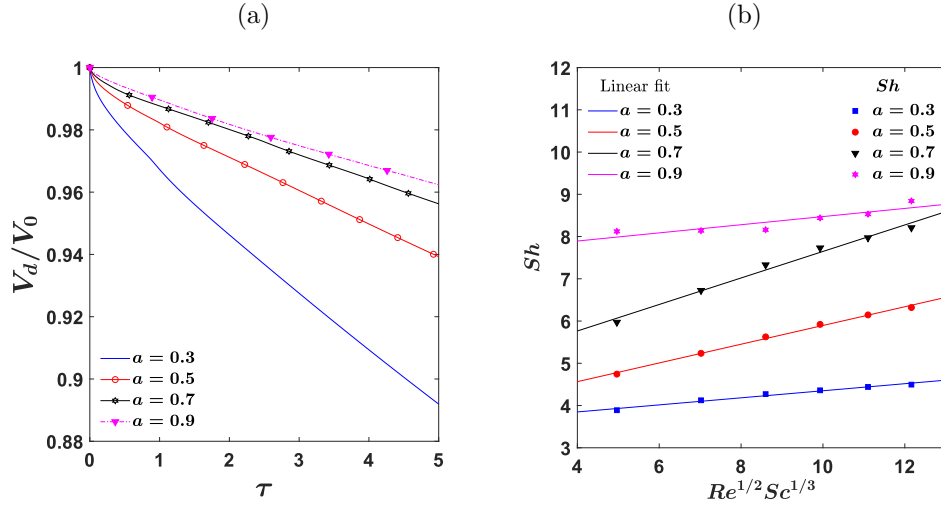 (a)
1
0.98
0.96
0.94
0.92
0.9
0.88
V_d/V_0
a = 0.3
a = 0.5
a = 0.7
a = 0.9
0 1 2 3 4 5
τ
(b)
12
11
10
9
8
7
6
5
4
3
Sh
Linear fit
a = 0.3
a = 0.5
a = 0.7
a = 0.9
Sh
a = 0.3
a = 0.5
a = 0.7
a = 0.9
4 6 8 10 12
Re^{1/2}Sc^{1/3}